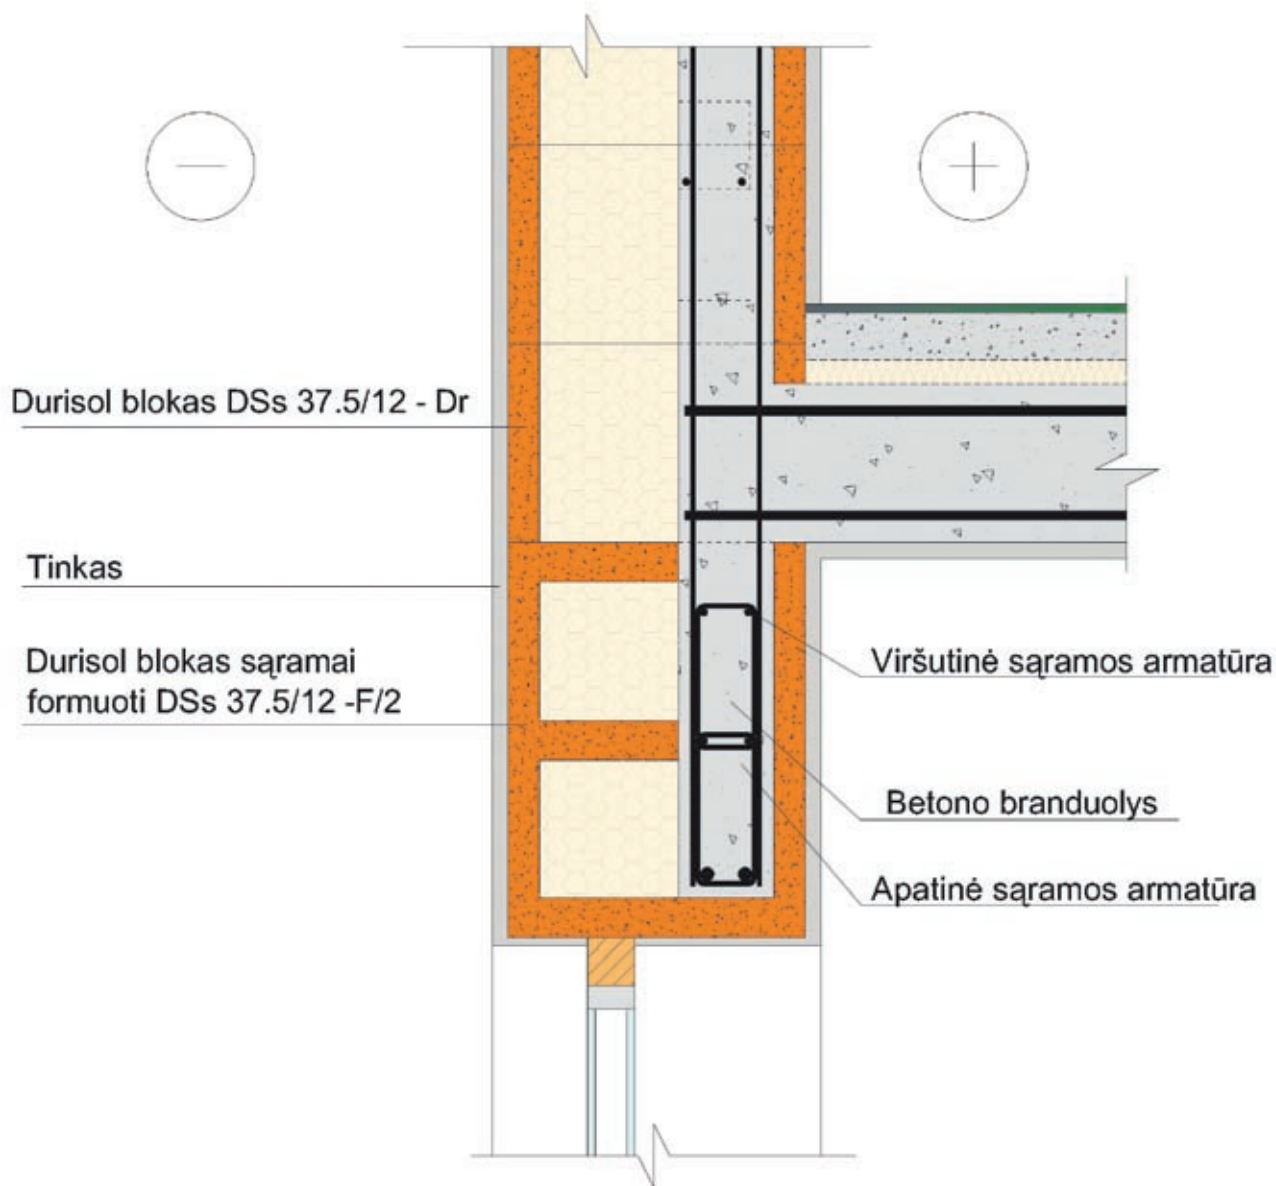 Durisol blokas DSs 37.5/12 - Dr
Tinkas
Durisol blokas sąramai
formuoti DSs 37.5/12 -F/2
Viršutinė sąramos armatūra
Betono branduolys
Apatinė sąramos armatūra